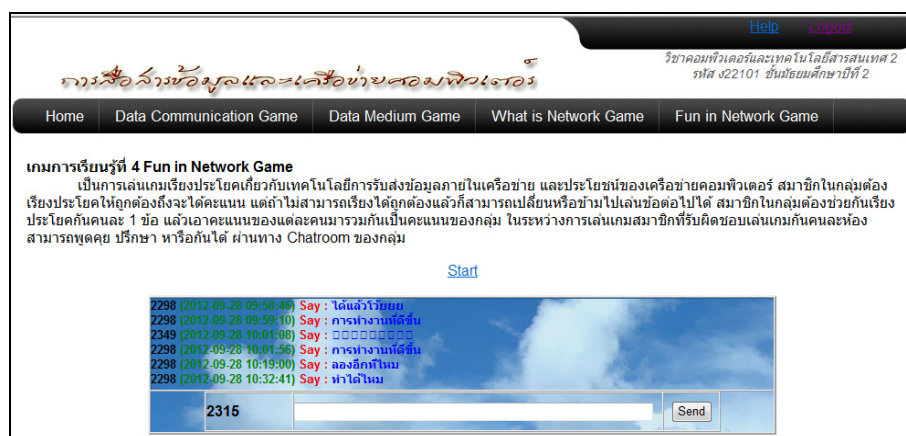 Help Logout
การสื่อสารข้อมูลและเครือข่ายคอมพิวเตอร์
วิชาคอมพิวเตอร์และเทคโนโลยีสารสนเทศ 2
รหัส ง22101 ชั้นมัธยมศึกษาปีที่ 2
Home Data Communication Game Data Medium Game What is Network Game Fun in Network Game
เกมการเรียนรู้ที่ 4 Fun in Network Game
เป็นการเล่นเกมเรียงประโยคเกี่ยวกับเทคโนโลยีการรับส่งข้อมูลภายในเครือข่าย และประโยชน์ของเครือข่ายคอมพิวเตอร์ สมาชิกในกลุ่มต้อง
เรียงประโยคให้ถูกต้องถึงจะได้คะแนน แต่ถ้าไม่สามารถเรียงได้ถูกต้องแล้วก็สามารถเปลี่ยนหรือข้ามไปเล่นข้อต่อไปได้ สมาชิกในกลุ่มต้องช่วยกันเรียง
ประโยคกันคนละ 1 ข้อ แล้วเอาคะแนนของแต่ละคนมารวมกันเป็นคะแนนของกลุ่ม ในระหว่างการเล่นเกมสมาชิกที่รับผิดชอบเล่นเกมกันคนละห้อง
สามารถพูดคุย ปรึกษา หารือกันได้ ผ่านทาง Chatroom ของกลุ่ม
Start
2298 (2012-09-28 09:58:46) Say : ได้แล้วโว้ยยย
2298 (2012-09-28 09:59:10) Say : การทำงานที่ดีขึ้น
2349 (2012-09-28 10:01:08) Say : □□□□□□□□□
2298 (2012-09-28 10:01:56) Say : การทำงานที่ดีขึ้น
2298 (2012-09-28 10:19:00) Say : ลองอีกทีไหม
2298 (2012-09-28 10:32:41) Say : ทำได้ไหม
2315 Send